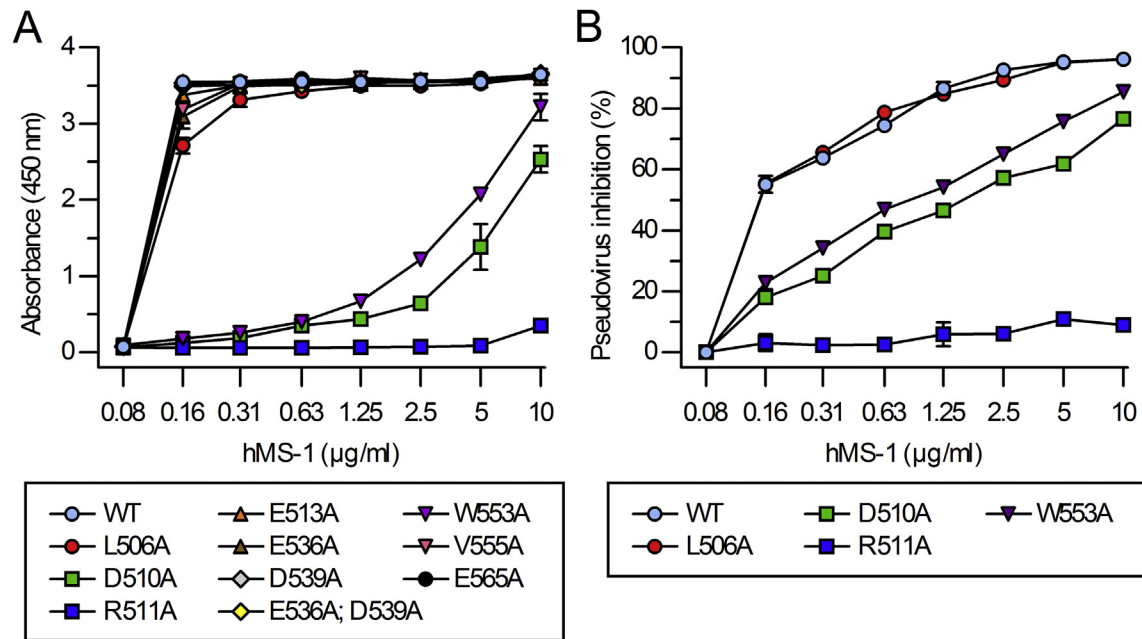 A
B
Absorbance (450 nm)
4
3
2
1
0
0.08 0.16 0.31 0.63 1.25 2.5 5 10
hMS-1 (µg/ml)
Pseudovirus inhibition (%)
100
80
60
40
20
0
0.08 0.16 0.31 0.63 1.25 2.5 5 10
hMS-1 (µg/ml)
WT E513A W553A
L506A E536A V555A
D510A D539A E565A
R511A E536A; D539A
WT D510A W553A
L506A R511A